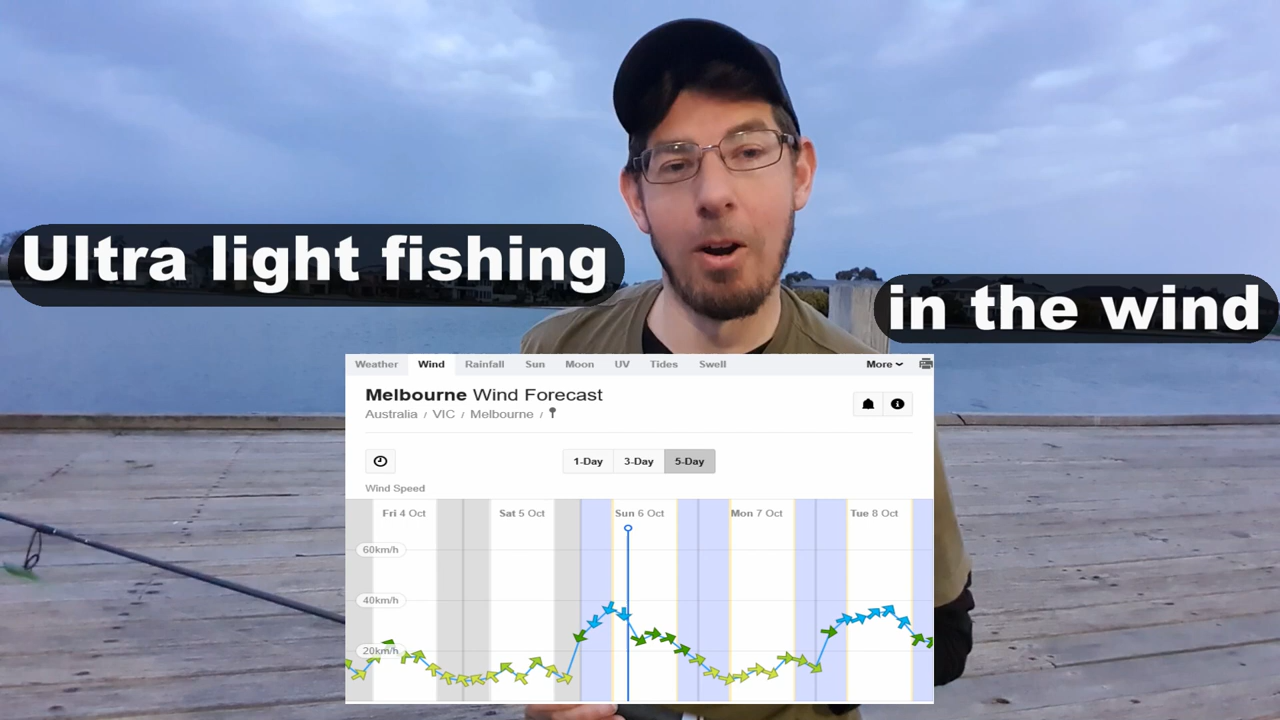 Ultra light fishing
in the wind
Weather Wind Rainfall Sun Moon UV Tides Swell More
Melbourne Wind Forecast
Australia / VIC / Melbourne /
1-Day 3-Day 5-Day
Wind Speed
Fri 4 Oct Sat 5 Oct Sun 6 Oct Mon 7 Oct Tue 8 Oct
60km/h
40km/h
20km/h